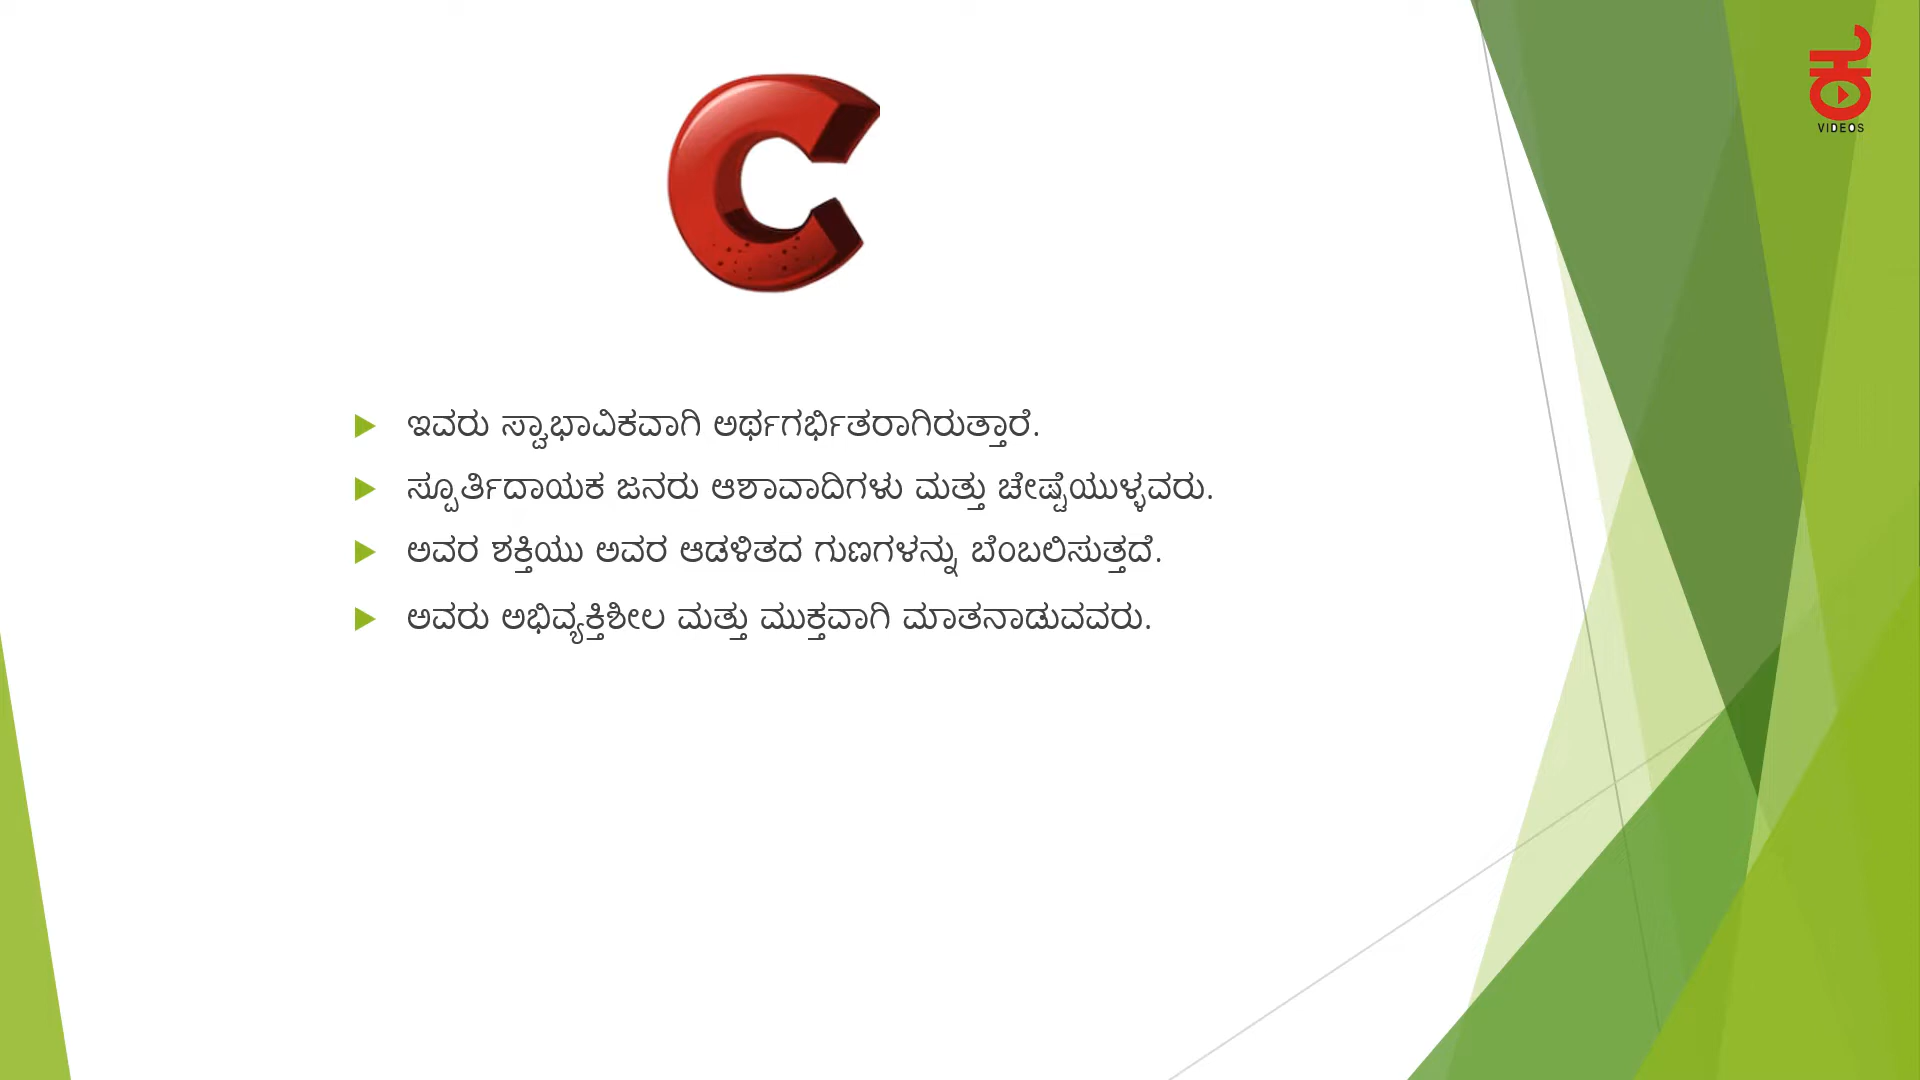 C
VIDEOS
ಇವರು ಸ್ವಾಭಾವಿಕವಾಗಿ ಅರ್ಥಗರ್ಭಿತರಾಗಿರುತ್ತಾರೆ.
ಸ್ಪೂರ್ತಿದಾಯಕ ಜನರು ಆಶಾವಾದಿಗಳು ಮತ್ತು ಚೇಷ್ಟೆಯುಳ್ಳವರು.
ಅವರ ಶಕ್ತಿಯು ಅವರ ಆಡಳಿತದ ಗುಣಗಳನ್ನು ಬೆಂಬಲಿಸುತ್ತದೆ.
ಅವರು ಅಭಿವ್ಯಕ್ತಿಶೀಲ ಮತ್ತು ಮುಕ್ತವಾಗಿ ಮಾತನಾಡುವವರು.